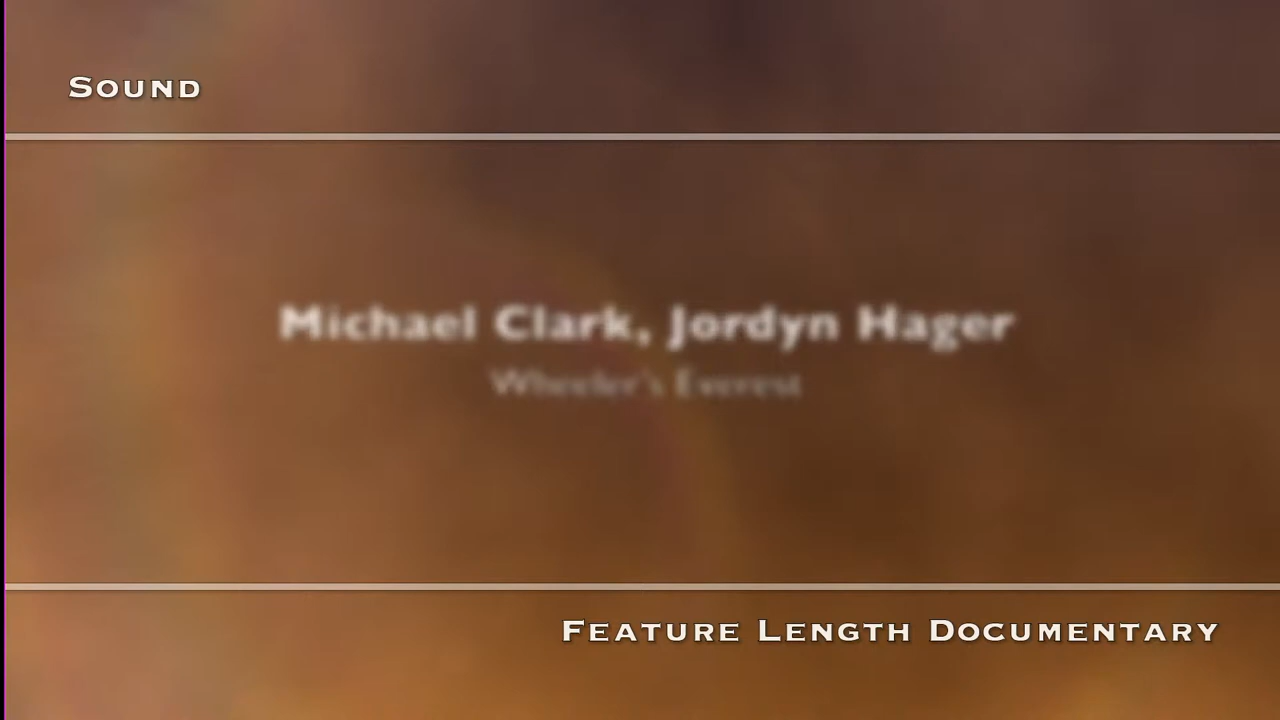 Sound
Michael Clark, Jordyn Hager
Wheeler's Everest
Feature Length Documentary